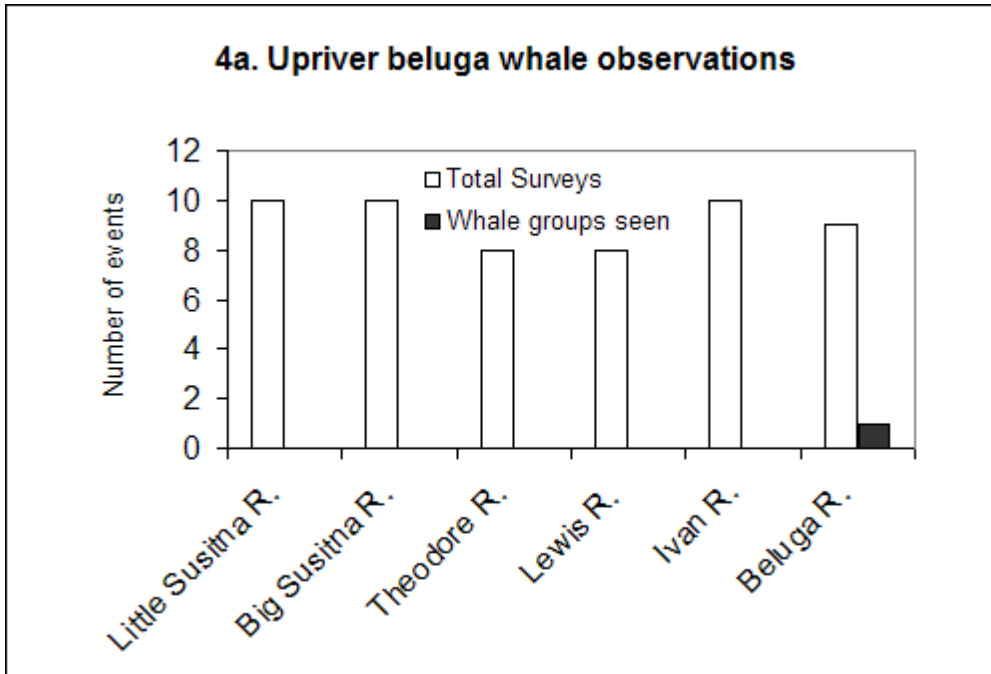 4a. Upriver beluga whale observations
Number of events
12
10
8
6
4
2
0
Total Surveys
Whale groups seen
Little Susitna R.
Big Susitna R.
Theodore R.
Lewis R.
Ivan R.
Beluga R.